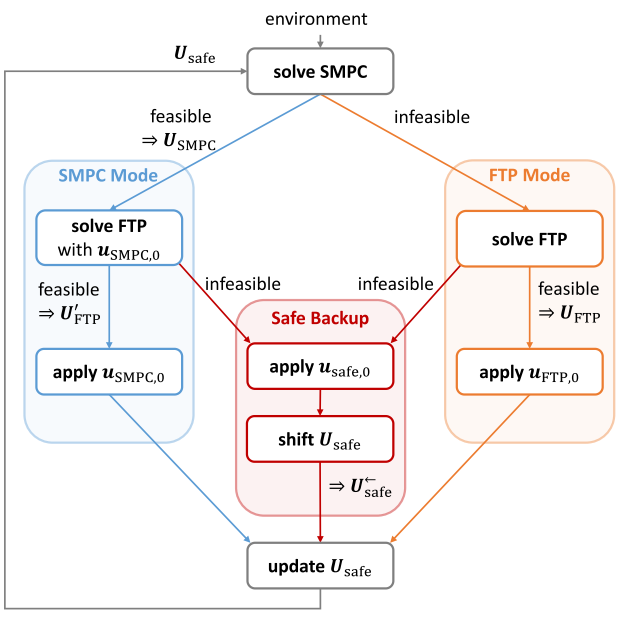 environment
U_safe
solve SMPC
feasible
⇒ U_SMPC
infeasible
SMPC Mode
FTP Mode
solve FTP
with u_SMPC,0
solve FTP
infeasible
infeasible
feasible
⇒ U'_FTP
feasible
⇒ U_FTP
Safe Backup
apply u_SMPC,0
apply u_safe,0
apply u_FTP,0
shift U_safe
⇒ U^←_safe
update U_safe